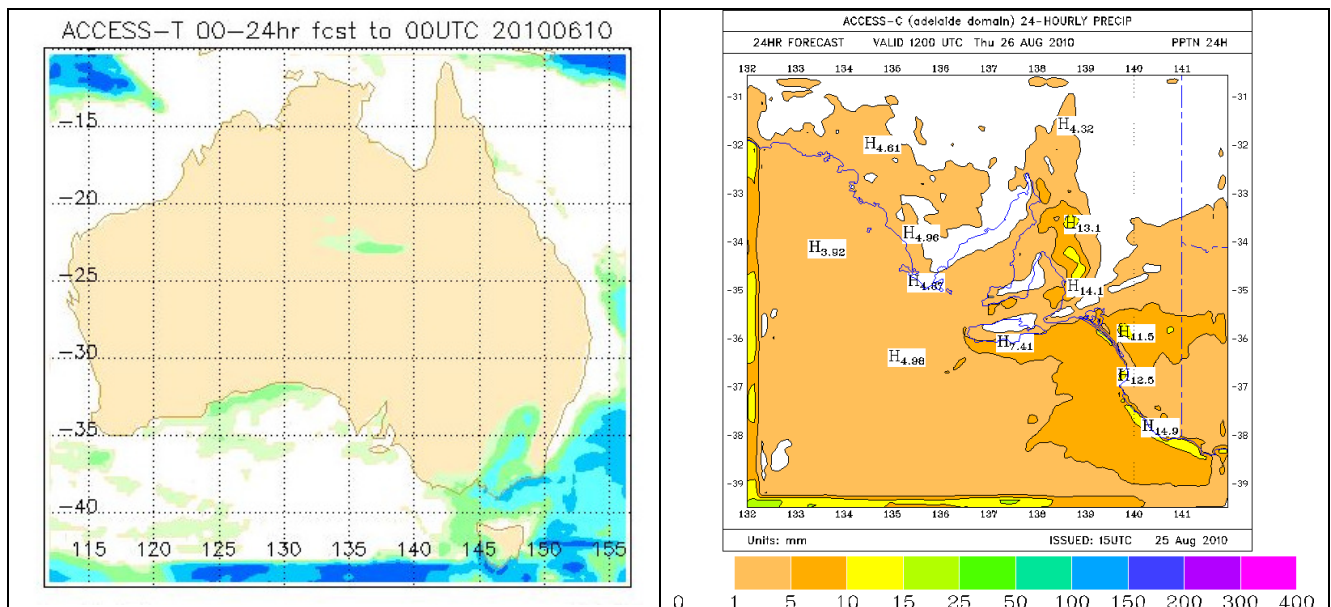 ACCESS-T 00-24hr fcst to 00UTC 20100610
-15
-20
-25
-30
-35
-40
115 120 125 130 135 140 145 150 155
ACCESS-C (adelaide domain) 24-HOURLY PRECIP
24HR FORECAST VALID 1200 UTC Thu 26 AUG 2010 PPTN 24H
132 133 134 135 136 137 138 139 140 141
-31 -31
H4.32
-32 H4.61 -32
-33 -33
H13.1
H4.96
-34 H3.92 -34
H4.67 H14.1
-35 -35
-36 H11.5 -36
H7.41
H4.98
H12.5
-37 -37
H14.9
-38 -38
-39 -39
132 133 134 135 136 137 138 139 140 141
Units: mm ISSUED: 15UTC 25 Aug 2010
0 1 5 10 15 25 50 100 150 200 300 400